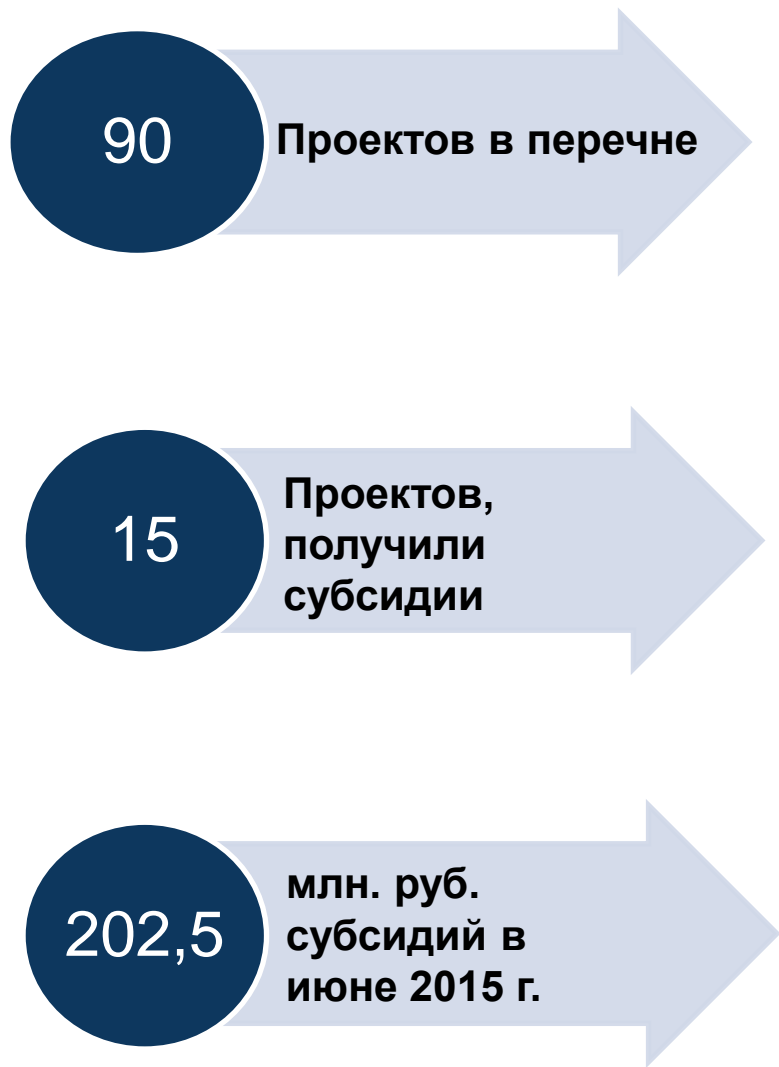 90
Проектов в перечне
15
Проектов,
получили
субсидии
202,5
млн. руб.
субсидий в
июне 2015 г.